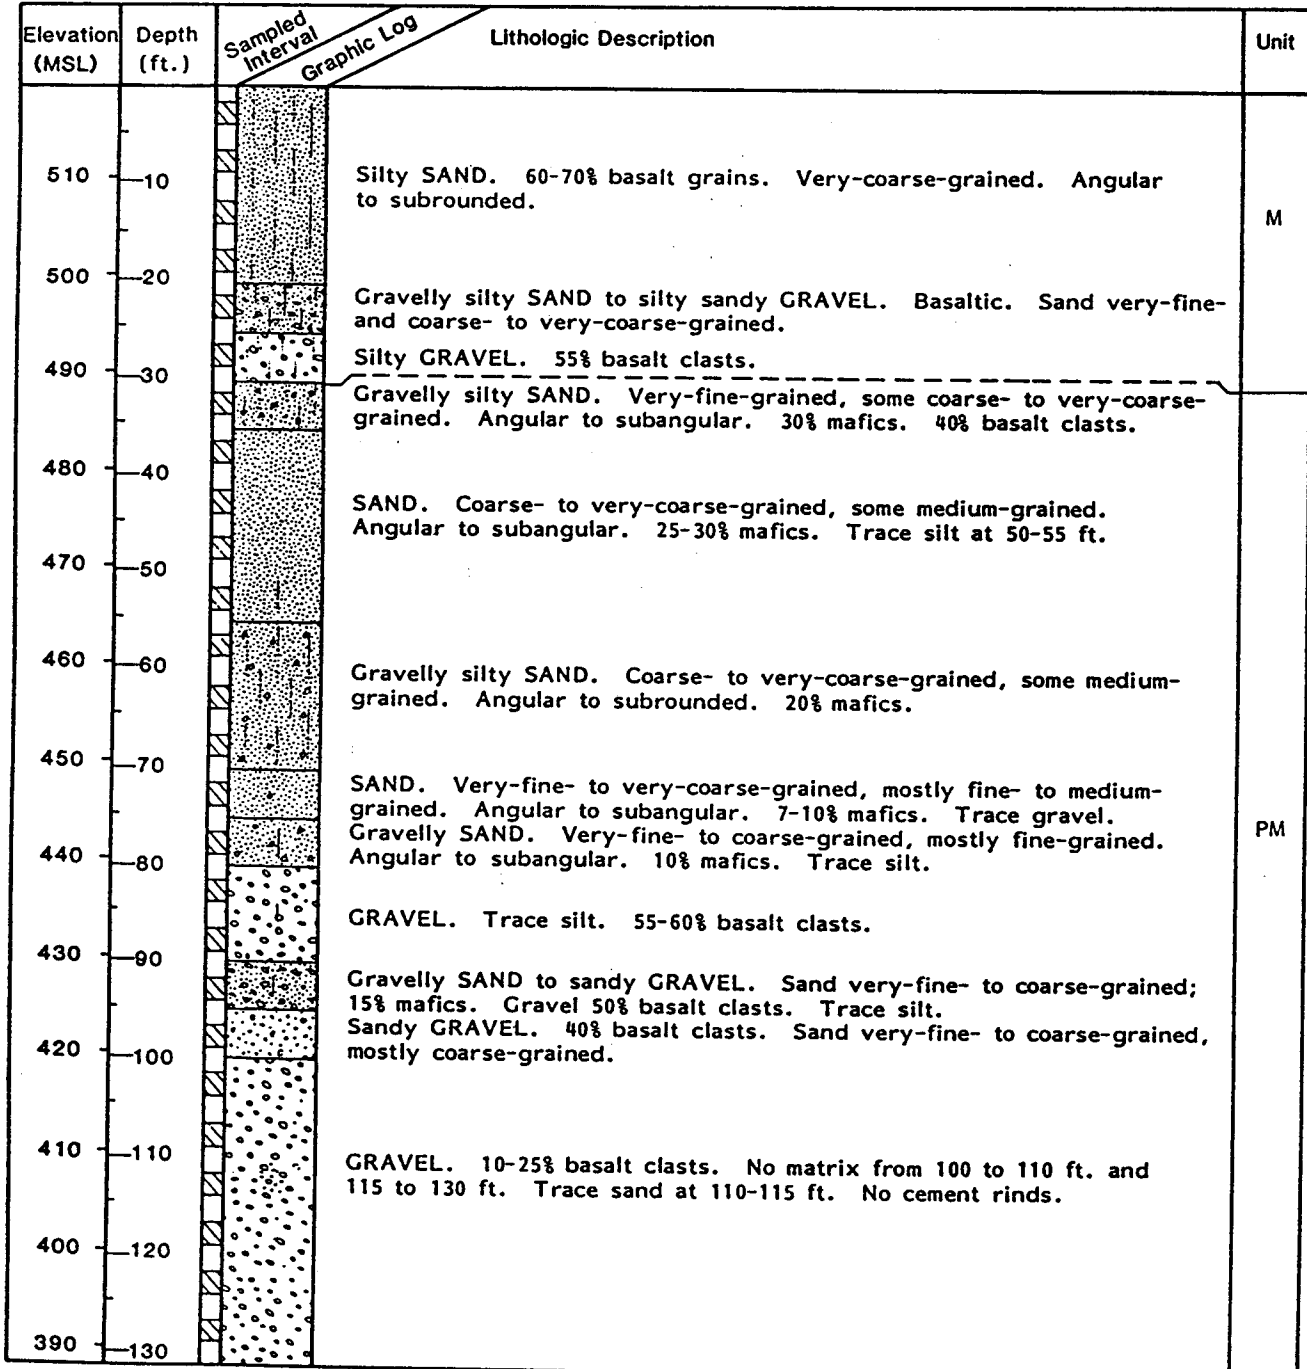 Elevation (MSL)
Depth (ft.)
Sampled Interval
Graphic Log
Lithologic Description
Unit
510
10
Silty SAND. 60-70% basalt grains. Very-coarse-grained. Angular
to subrounded.
M
500
20
Gravelly silty SAND to silty sandy GRAVEL. Basaltic. Sand very-fine-
and coarse- to very-coarse-grained.
Silty GRAVEL. 55% basalt clasts.
490
30
Gravelly silty SAND. Very-fine-grained, some coarse- to very-coarse-
grained. Angular to subangular. 30% mafics. 40% basalt clasts.
480
40
SAND. Coarse- to very-coarse-grained, some medium-grained.
Angular to subangular. 25-30% mafics. Trace silt at 50-55 ft.
470
50
460
60
Gravelly silty SAND. Coarse- to very-coarse-grained, some medium-
grained. Angular to subrounded. 20% mafics.
450
70
SAND. Very-fine- to very-coarse-grained, mostly fine- to medium-
grained. Angular to subangular. 7-10% mafics. Trace gravel.
Gravelly SAND. Very-fine- to coarse-grained, mostly fine-grained.
Angular to subangular. 10% mafics. Trace silt.
PM
440
80
GRAVEL. Trace silt. 55-60% basalt clasts.
430
90
Gravelly SAND to sandy GRAVEL. Sand very-fine- to coarse-grained;
15% mafics. Gravel 50% basalt clasts. Trace silt.
Sandy GRAVEL. 40% basalt clasts. Sand very-fine- to coarse-grained,
mostly coarse-grained.
420
100
410
110
GRAVEL. 10-25% basalt clasts. No matrix from 100 to 110 ft. and
115 to 130 ft. Trace sand at 110-115 ft. No cement rinds.
400
120
390
130